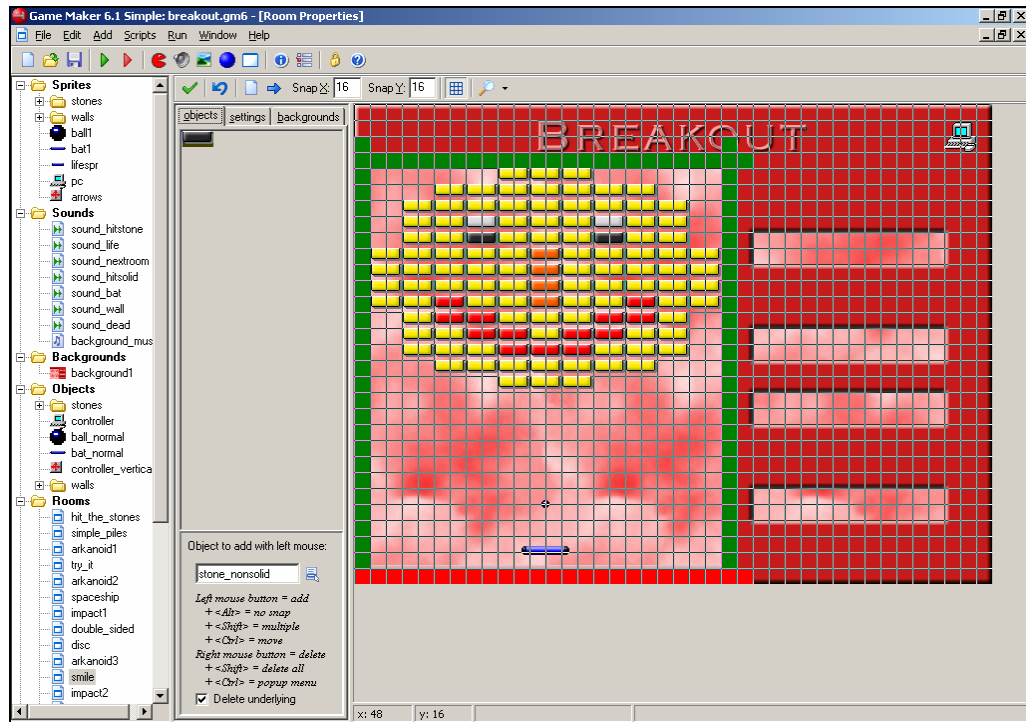 Game Maker 6.1 Simple: breakout.gm6 - [Room Properties]
File Edit Add Scripts Run Window Help
Snap X: 16 Snap Y: 16
Sprites
stones
walls
ball1
bat1
lifespr
pc
arrows
Sounds
sound_hitstone
sound_life
sound_nextroom
sound_hitsolid
sound_bat
sound_wall
sound_dead
background_mus
Backgrounds
background1
Objects
stones
controller
ball_normal
bat_normal
controller_vertica
walls
Rooms
hit_the_stones
simple_piles
arkanoid1
try_it
arkanoid2
spaceship
impact1
double_sided
disc
arkanoid3
smile
impact2
objects settings backgrounds
Object to add with left mouse:
stone_nonsolid
Left mouse button = add
+ <Alt> = no snap
+ <Shift> = multiple
+ <Ctrl> = move
Right mouse button = delete
+ <Shift> = delete all
+ <Ctrl> = popup menu
Delete underlying
BREAKOUT
x: 48 y: 16